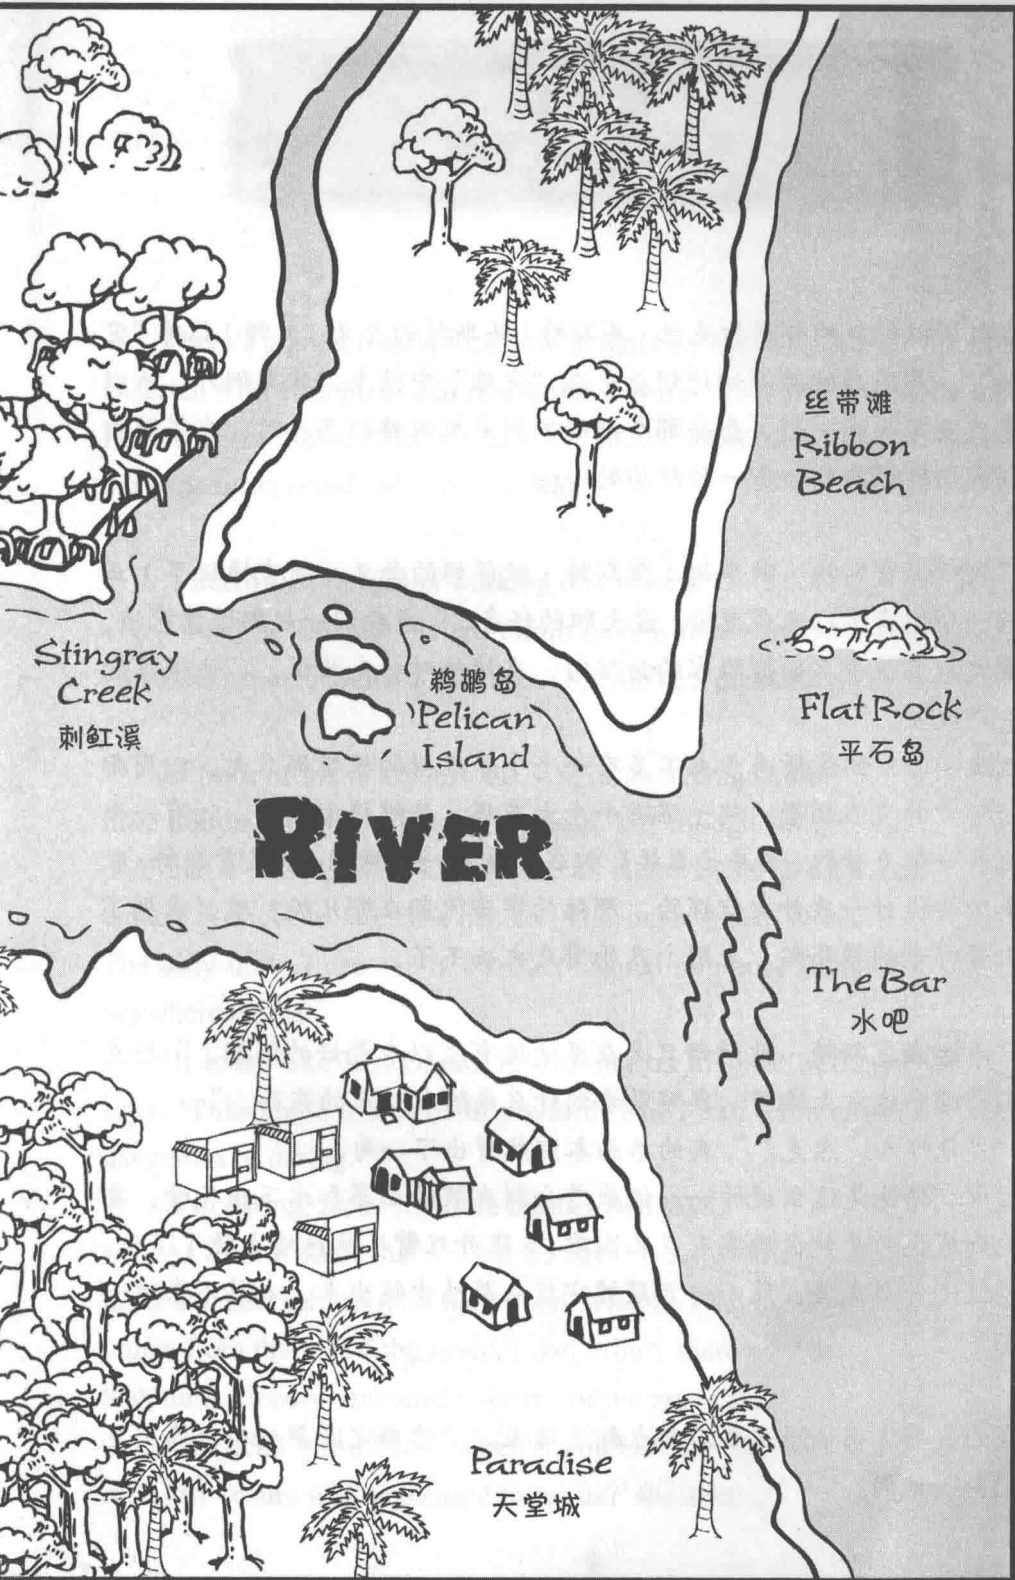 丝带滩
Ribbon
Beach
Stingray
Creek
刺魟溪
鹈鹕岛
Pelican
Island
Flat Rock
平石岛
RIVER
The Bar
水吧
Paradise
天堂城